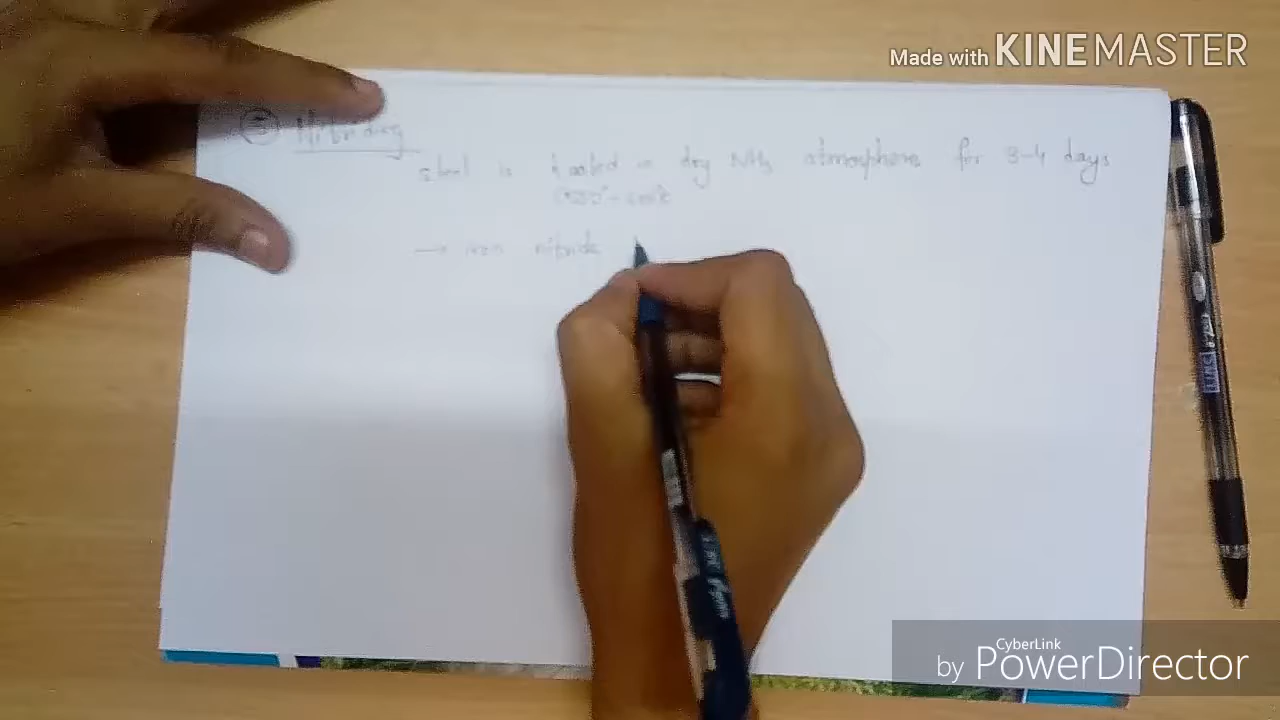 Made with KINEMASTER
⑤ Nitriding
steel is heated in dry NH3 atmosphere for 3-4 days
→ iron nitride
CyberLink
by PowerDirector